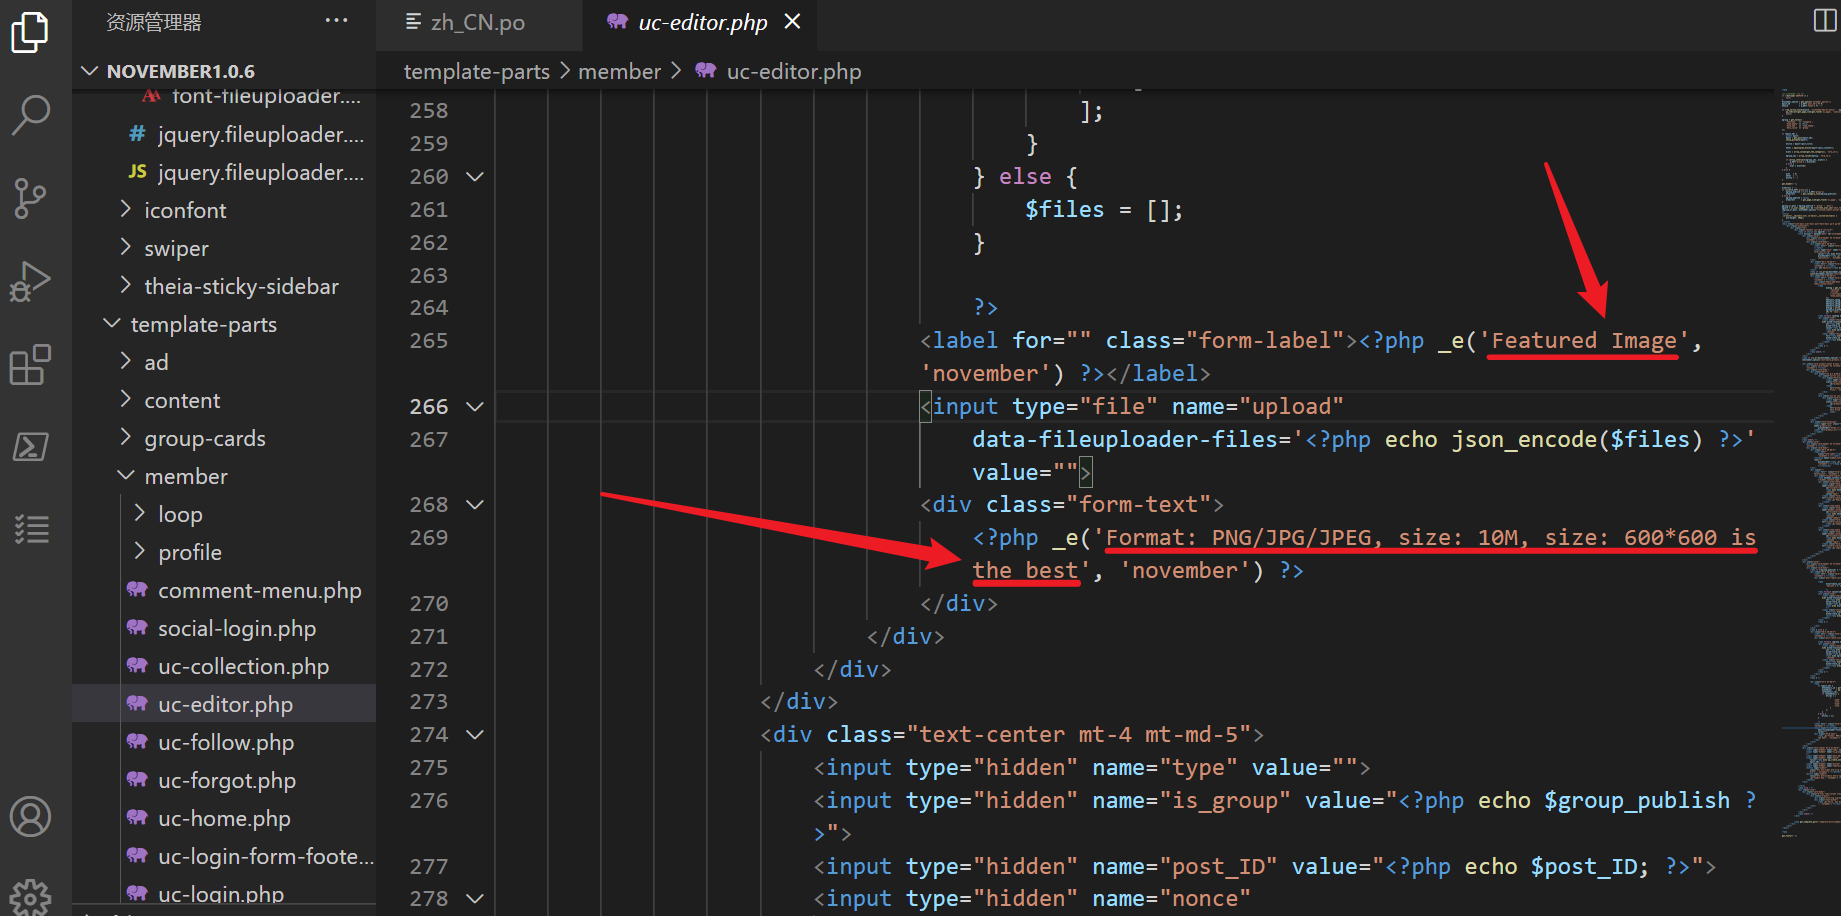 资源管理器
···
zh_CN.po
uc-editor.php
NOVEMBER1.0.6
template-parts > member > uc-editor.php
font-fileuploader....
# jquery.fileuploader....
JS jquery.fileuploader....
iconfont
swiper
theia-sticky-sidebar
template-parts
ad
content
group-cards
member
loop
profile
comment-menu.php
social-login.php
uc-collection.php
uc-editor.php
uc-follow.php
uc-forgot.php
uc-home.php
uc-login-form-foote...
uc-login.php
258 ];
259 }
260 } else {
261 $files = [];
262 }
263
264 ?>
265 <label for="" class="form-label"><?php _e('Featured Image',
'november') ?></label>
266 <input type="file" name="upload"
267 data-fileuploader-files='<?php echo json_encode($files) ?>'
value="">
268 <div class="form-text">
269 <?php _e('Format: PNG/JPG/JPEG, size: 10M, size: 600*600 is
the best', 'november') ?>
270 </div>
271 </div>
272 </div>
273 </div>
274 <div class="text-center mt-4 mt-md-5">
275 <input type="hidden" name="type" value="">
276 <input type="hidden" name="is_group" value="<?php echo $group_publish ?
>">
277 <input type="hidden" name="post_ID" value="<?php echo $post_ID; ?>">
278 <input type="hidden" name="nonce"